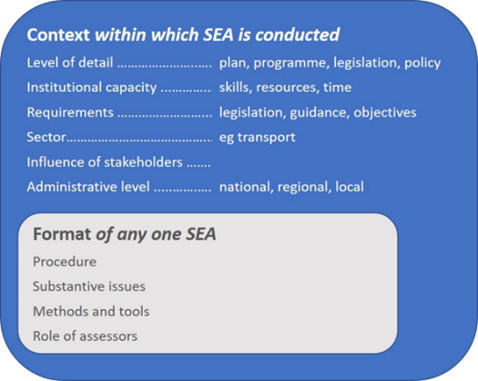 Context within which SEA is conducted
Level of detail ............................ plan, programme, legislation, policy
Institutional capacity ............. skills, resources, time
Requirements ........................ legislation, guidance, objectives
Sector..................................... eg transport
Influence of stakeholders .......
Administrative level ............... national, regional, local
Format of any one SEA
Procedure
Substantive issues
Methods and tools
Role of assessors